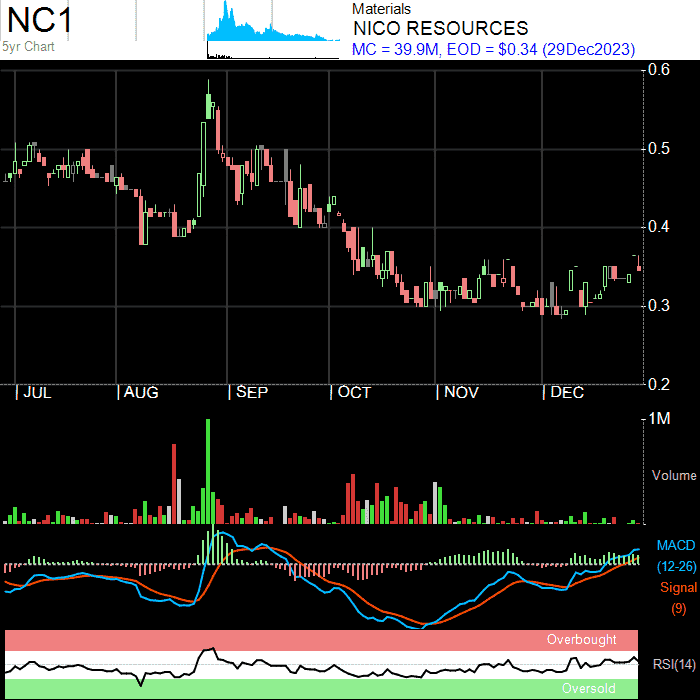 NC1
5yr Chart
Materials
NICO RESOURCES
MC = 39.9M, EOD = $0.34 (29Dec2023)
0.6
0.5
0.4
0.3
0.2
JUL AUG SEP OCT NOV DEC
1M
Volume
MACD
(12-26)
Signal
(9)
Overbought
RSI(14)
Oversold